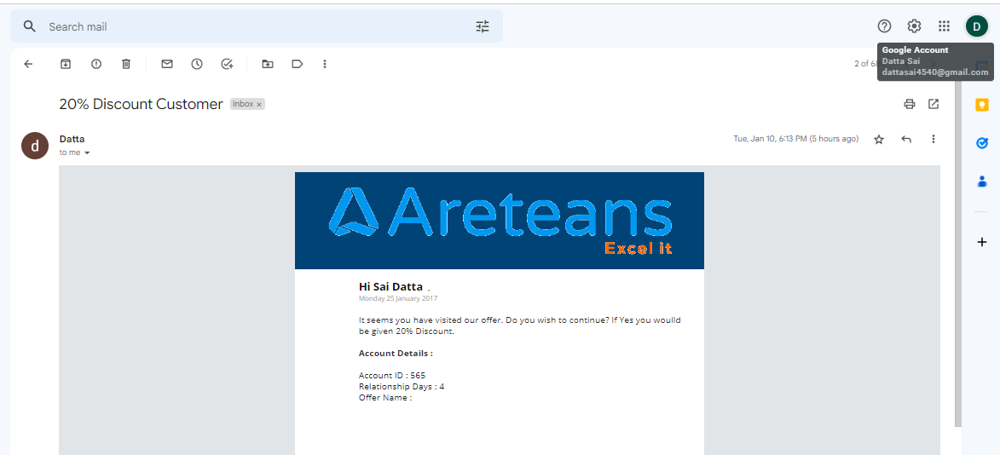 Search mail
D
Google Account
Datta Sai
dattasai4540@gmail.com
2 of
20% Discount Customer
Inbox ×
d
Datta
to me
Tue, Jan 10, 6:13 PM (5 hours ago)
Areteans
Excel it
Hi Sai Datta ,
Monday 25 January 2017
It seems you have visited our offer. Do you wish to continue? If Yes you woulld
be given 20% Discount.
Account Details :
Account ID : 565
Relationship Days : 4
Offer Name :